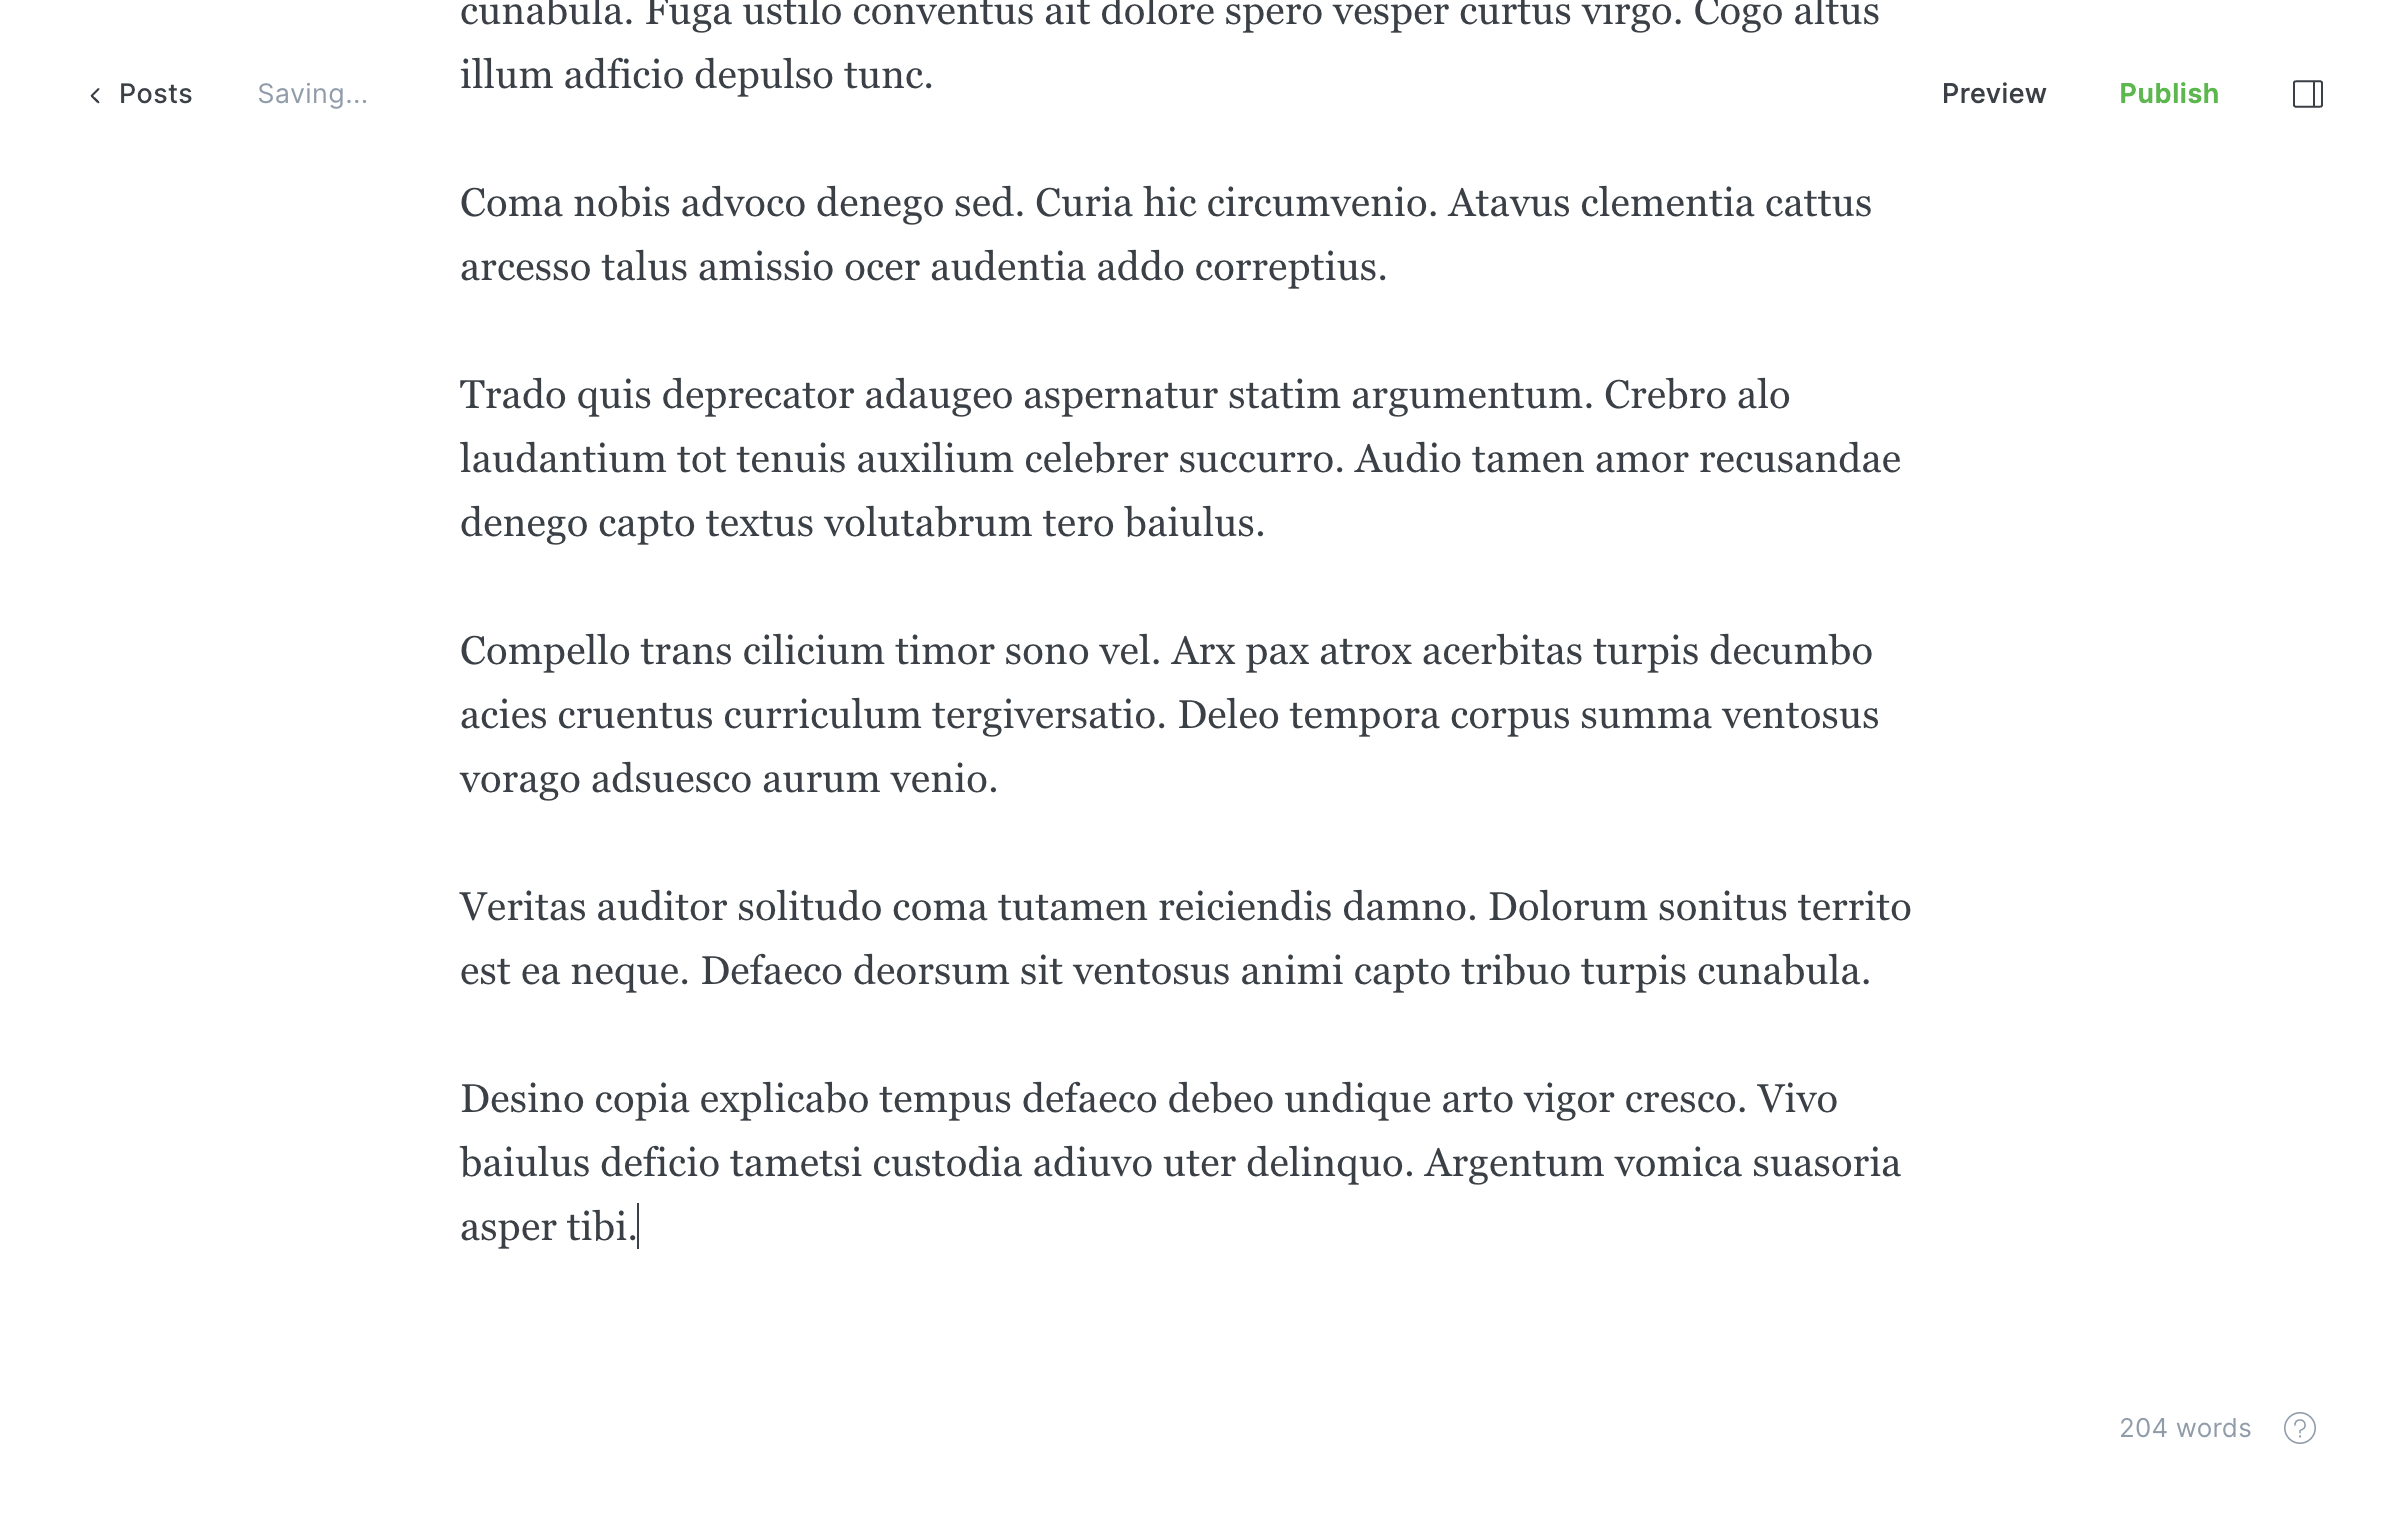 cunabula. Fuga ustilo conventus ait dolore spero vesper curtus virgo. Cogo altus
illum adficio depulso tunc.
Posts
Saving...
Preview
Publish
Coma nobis advoco denego sed. Curia hic circumvenio. Atavus clementia cattus
arcesso talus amissio ocer audentia addo correptius.
Trado quis deprecator adaugeo aspernatur statim argumentum. Crebro alo
laudantium tot tenuis auxilium celebrer succurro. Audio tamen amor recusandae
denego capto textus volutabrum tero baiulus.
Compello trans cilicium timor sono vel. Arx pax atrox acerbitas turpis decumbo
acies cruentus curriculum tergiversatio. Deleo tempora corpus summa ventosus
vorago adsuesco aurum venio.
Veritas auditor solitudo coma tutamen reiciendis damno. Dolorum sonitus territo
est ea neque. Defaeco deorsum sit ventosus animi capto tribuo turpis cunabula.
Desino copia explicabo tempus defaeco debeo undique arto vigor cresco. Vivo
baiulus deficio tametsi custodia adiuvo uter delinquo. Argentum vomica suasoria
asper tibi.
204 words
?